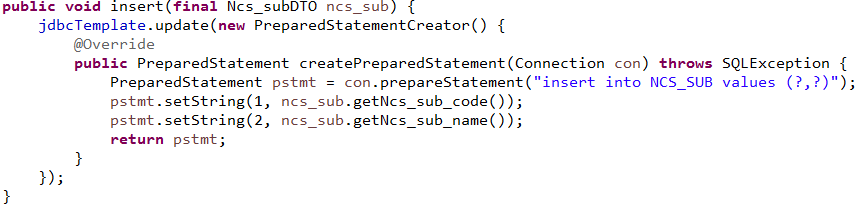 public void insert(final Ncs_subDTO ncs_sub) {
    jdbcTemplate.update(new PreparedStatementCreator() {
        @Override
        public PreparedStatement createPreparedStatement(Connection con) throws SQLException {
            PreparedStatement pstmt = con.prepareStatement("insert into NCS_SUB values (?,?)");
            pstmt.setString(1, ncs_sub.getNcs_sub_code());
            pstmt.setString(2, ncs_sub.getNcs_sub_name());
            return pstmt;
        }
    });
}